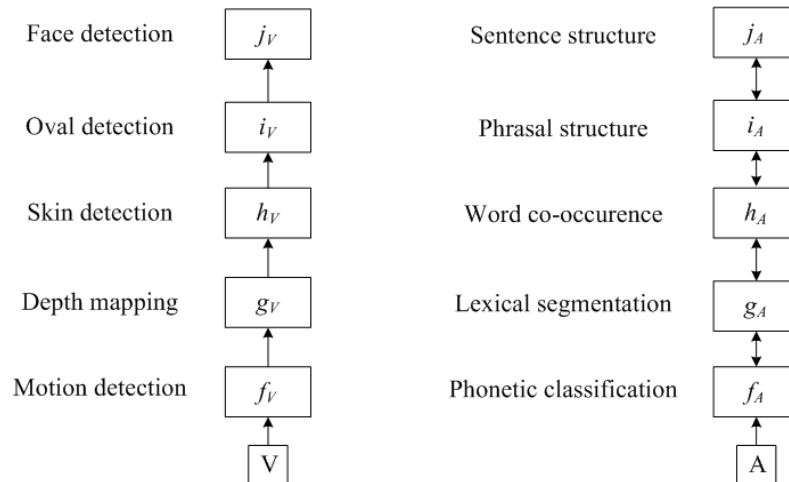 Face detection j_V Sentence structure j_A
Oval detection i_V Phrasal structure i_A
Skin detection h_V Word co-occurence h_A
Depth mapping g_V Lexical segmentation g_A
Motion detection f_V Phonetic classification f_A
V A